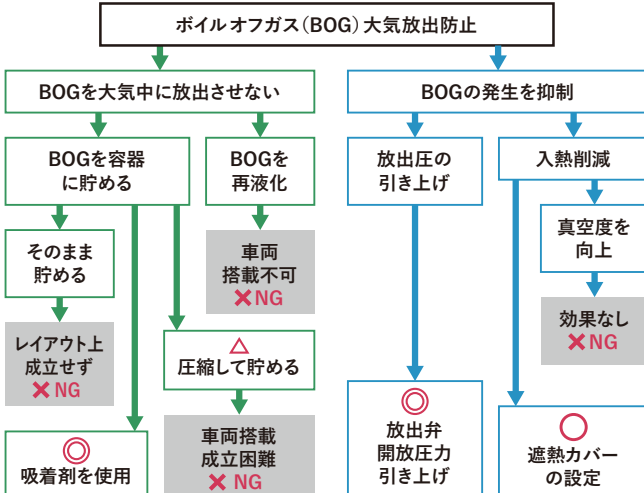 ボイルオフガス(BOG)大気放出防止
BOGを大気中に放出させない
BOGの発生を抑制
BOGを容器
に貯める
BOGを
再液化
放出圧の
引き上げ
入熱削減
そのまま
貯める
車両
搭載不可
×NG
真空度を
向上
レイアウト上
成立せず
×NG
△
圧縮して貯める
効果なし
×NG
◎
吸着剤を使用
車両搭載
成立困難
×NG
◎
放出弁
開放圧力
引き上げ
○
遮熱カバー
の設定